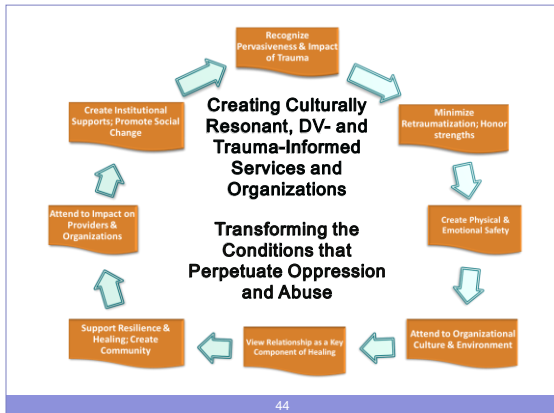 Recognize
Pervasiveness & Impact
of Trauma
Minimize
Retraumatization; Honor
strengths
Create Physical &
Emotional Safety
Attend to Organizational
Culture & Environment
View Relationship as a Key
Component of Healing
Support Resilience &
Healing; Create
Community
Attend to Impact on
Providers &
Organizations
Create Institutional
Supports; Promote Social
Change
Creating Culturally
Resonant, DV- and
Trauma-Informed
Services and
Organizations
Transforming the
Conditions that
Perpetuate Oppression
and Abuse
44